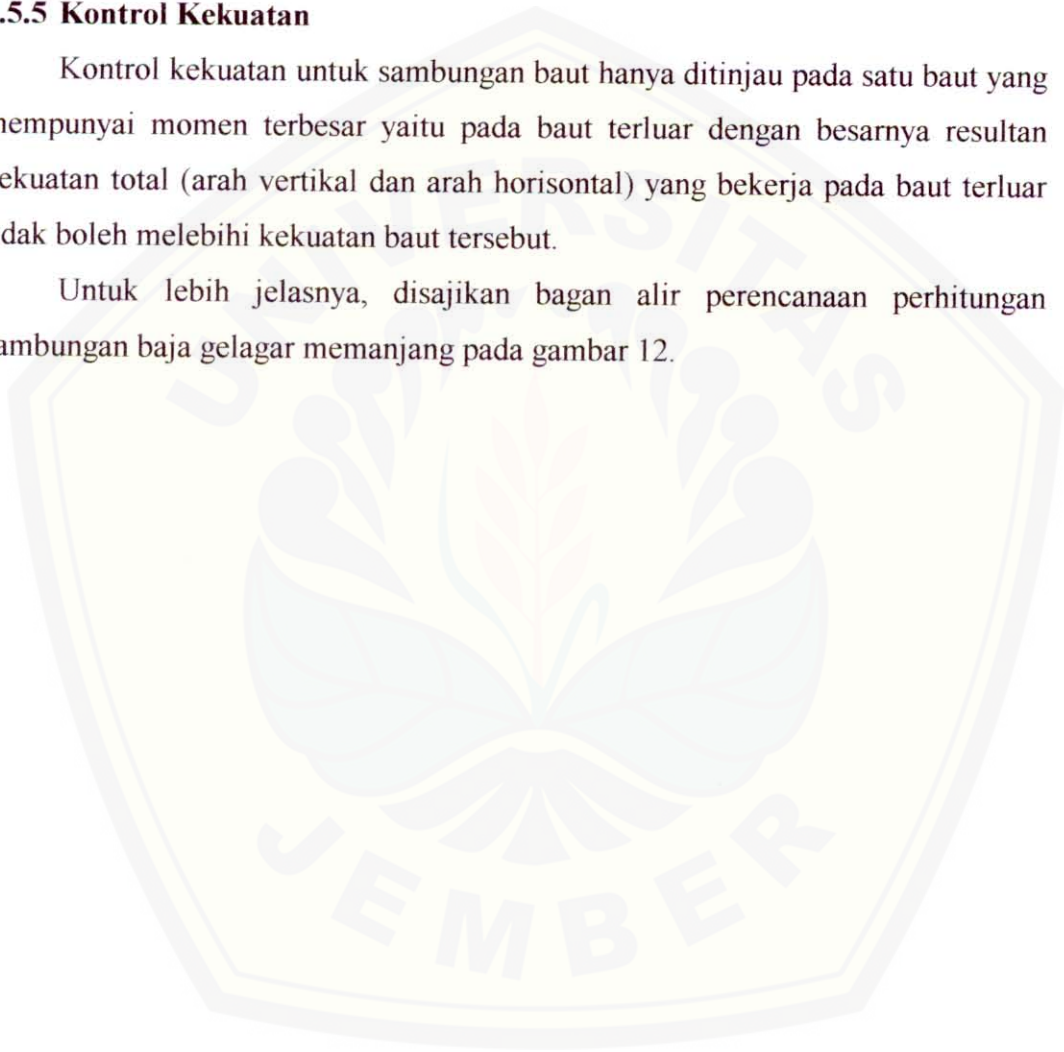 .5.5 Kontrol Kekuatan
Kontrol kekuatan untuk sambungan baut hanya ditinjau pada satu baut yang
empunyai momen terbesar yaitu pada baut terluar dengan besarnya resultan
ekuatan total (arah vertikal dan arah horisontal) yang bekerja pada baut terluar
dak boleh melebihi kekuatan baut tersebut.
Untuk lebih jelasnya, disajikan bagan alir perencanaan perhitungan
ambungan baja gelagar memanjang pada gambar 12.
UNIVERSITAS
JEMBER